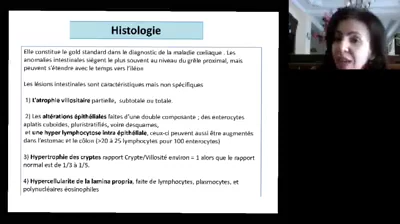 Histologie
Elle constitue le gold standard dans le diagnostic de la maladie cœliaque . Les
anomalies intestinales siègent le plus souvent au niveau du grêle proximal, mais
peuvent s'étendre avec le temps vers l'iléon
Les lésions intestinales sont caractéristiques mais non spécifiques
1) L'atrophie villositaire partielle, subtotale ou totale.
2) Les altérations épithéliales faites d'une double composante ; des enterocytes
aplatis cuboides, pluristratifiés, voire desquames,
et une hyper lymphocytose intra épithéliale, ceux-ci peuvent aussi être augmentés
dans l'estomac et le côlon (>20 à 25 lymphocytes pour 100 enterocytes)
3) Hypertrophie des cryptes rapport Crypte/Villosité environ = 1 alors que le rapport
normal est de 1/3 à 1/5.
4) Hypercellularite de la lamina propria, faite de lymphocytes, plasmocytes, et
polynucléaires éosinophiles